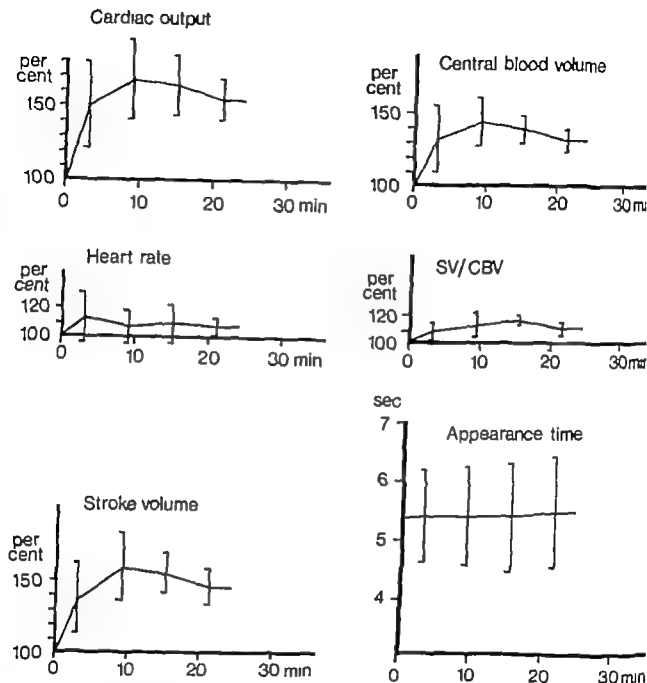 Cardiac output
per
cent
150
100
0 10 20 30 min
Central blood volume
per
cent
150
100
0 10 20 30
Heart rate
per
cent
120
100
0 10 20 30 min
SV/CBV
per
cent
120
100
0 10 20 30
Stroke volume
per
cent
150
100
0 10 20 30 min
sec
7
Appearance time
6
5
4
0 10 20 30 min